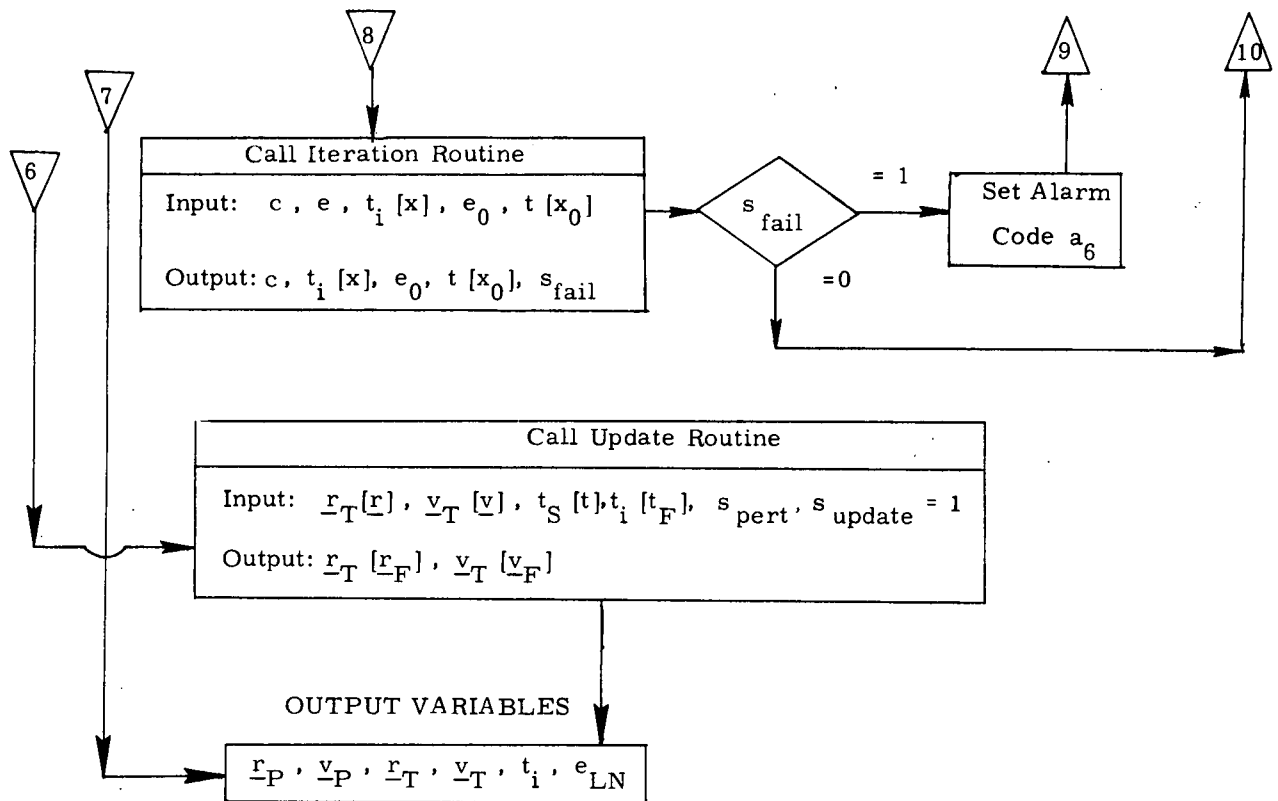 8
9
10
7
6
Call Iteration Routine
Input: c , e , t_i [x] , e_0 , t [x_0]
Output: c , t_i [x], e_0, t [x_0], s_fail
s_fail
= 1
=0
Set Alarm
Code a_6
Call Update Routine
Input: r_T [r] , v_T [v] , t_S [t], t_i [t_F], s_pert, s_update = 1
Output: r_T [r_F] , v_T [v_F]
OUTPUT VARIABLES
r_P , v_P , r_T , v_T , t_i , e_LN